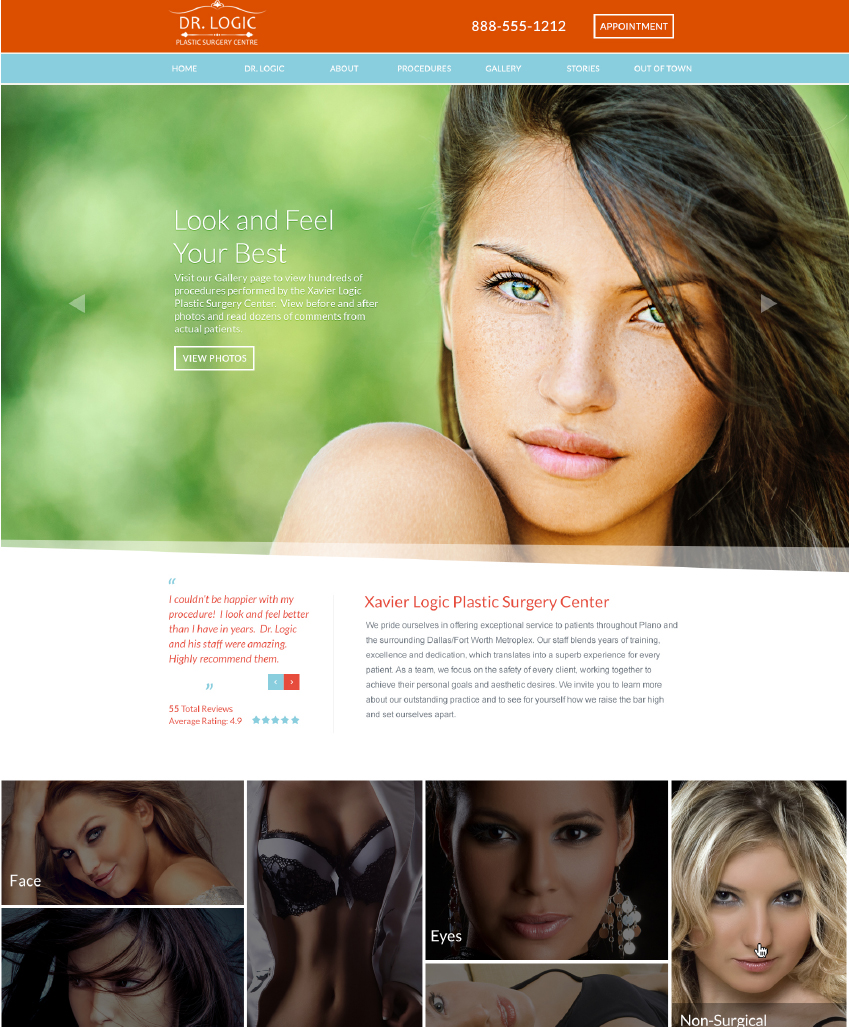 DR. LOGIC
PLASTIC SURGERY CENTRE
888-555-1212
APPOINTMENT
HOME DR. LOGIC ABOUT PROCEDURES GALLERY STORIES OUT OF TOWN
Look and Feel
Your Best
Visit our Gallery page to view hundreds of
procedures performed by the Xavier Logic
Plastic Surgery Center. View before and after
photos and read dozens of comments from
actual patients.
VIEW PHOTOS
“
I couldn't be happier with my
procedure! I look and feel better
than I have in years. Dr. Logic
and his staff were amazing.
Highly recommend them.
”
55 Total Reviews
Average Rating: 4.9
Xavier Logic Plastic Surgery Center
We pride ourselves in offering exceptional service to patients throughout Plano and
the surrounding Dallas/Fort Worth Metroplex. Our staff blends years of training,
excellence and dedication, which translates into a superb experience for every
patient. As a team, we focus on the safety of every client, working together to
achieve their personal goals and aesthetic desires. We invite you to learn more
about our outstanding practice and to see for yourself how we raise the bar high
and set ourselves apart.
Face
Eyes
Non-Surgical